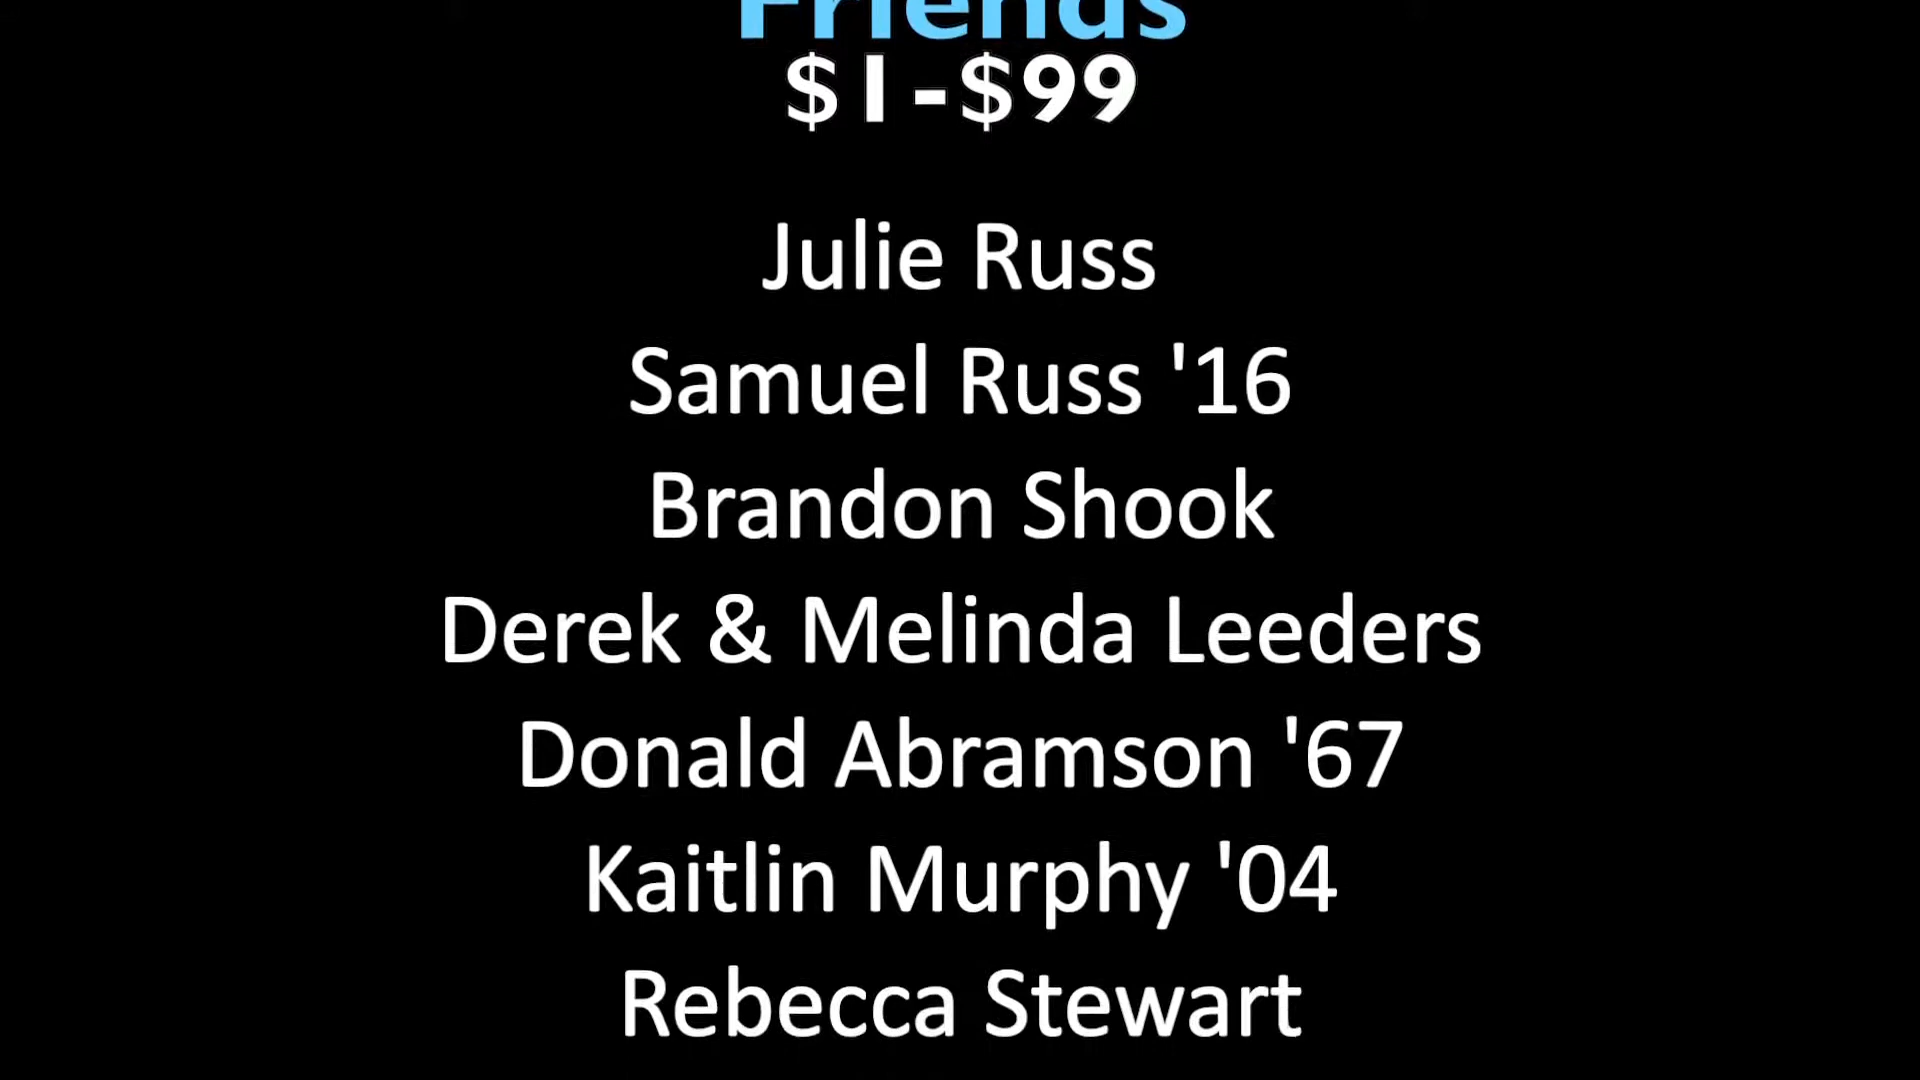 Friends
$1-$99
Julie Russ
Samuel Russ '16
Brandon Shook
Derek & Melinda Leeders
Donald Abramson '67
Kaitlin Murphy '04
Rebecca Stewart